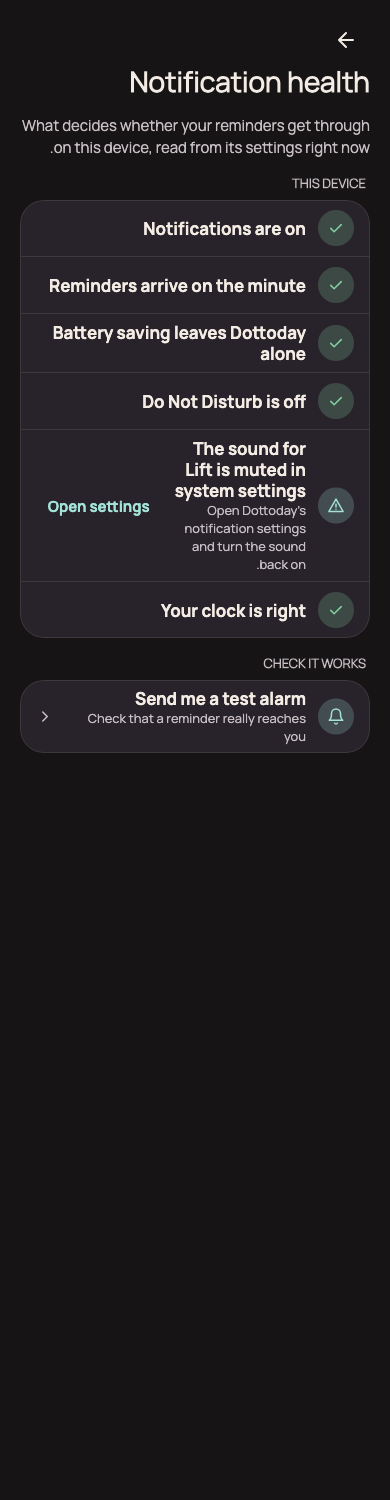 Notification health
What decides whether your reminders get through
on this device, read from its settings right now.
THIS DEVICE
Notifications are on
Reminders arrive on the minute
Battery saving leaves Dottoday
alone
Do Not Disturb is off
The sound for
Lift is muted in
system settings
Open Dottoday's
notification settings
and turn the sound
back on.
Open settings
Your clock is right
CHECK IT WORKS
Send me a test alarm
Check that a reminder really reaches
you